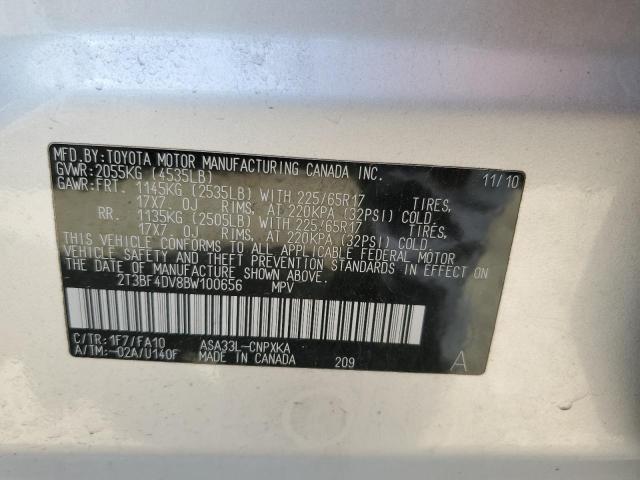 MFD.BY: TOYOTA MOTOR MANUFACTURING CANADA INC.
GVWR: 2055KG (4535LB) 11/10
GAWR: FRT. 1145KG (2535LB) WITH 225/65R17 TIRES,
17X7.0J RIMS, AT 220KPA (32PSI) COLD.
RR. 1135KG (2505LB) WITH 225/65R17 TIRES,
17X7.0J RIMS, AT 220KPA (32PSI) COLD.
THIS VEHICLE CONFORMS TO ALL APPLICABLE FEDERAL MOTOR
VEHICLE SAFETY AND THEFT PREVENTION STANDARDS IN EFFECT ON
THE DATE OF MANUFACTURE SHOWN ABOVE.
2T3BF4DV8BW100656 MPV
C/TR: 1F7/FA10 ASA33L-CNPXKA
A/TM: -02A/U140F MADE IN CANADA 209 A